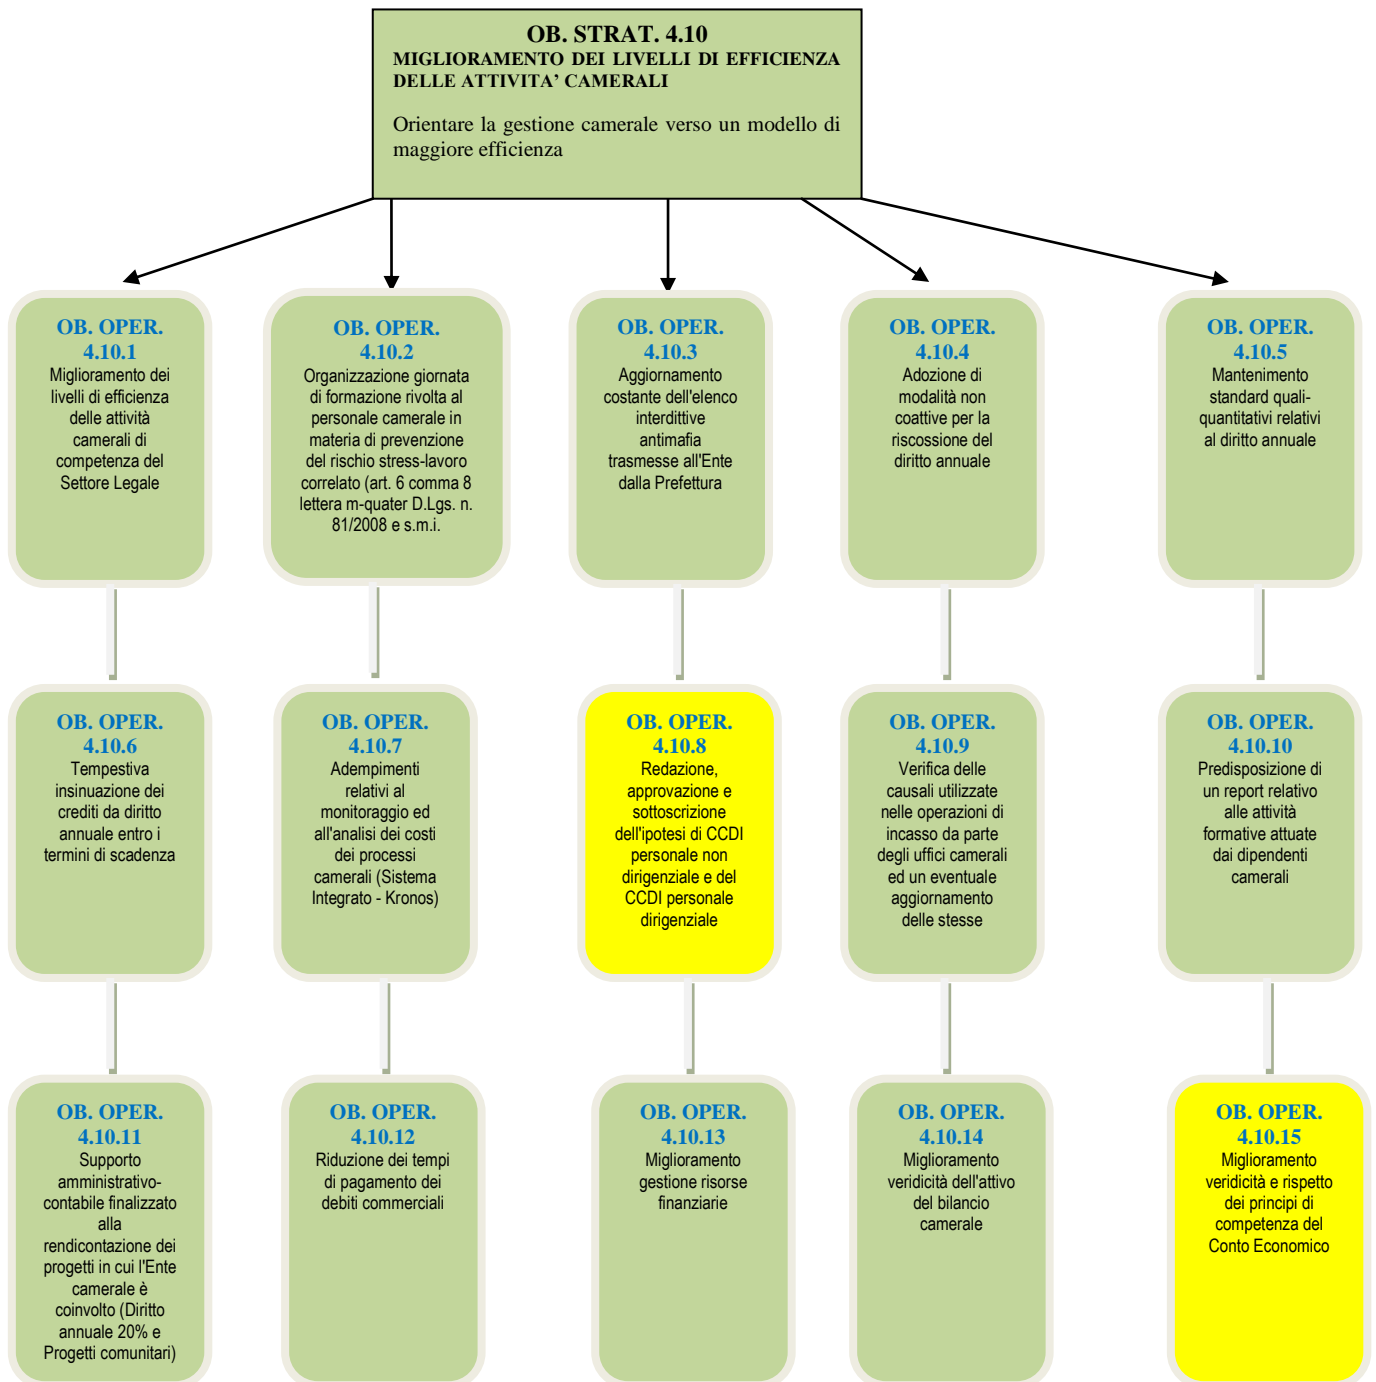 OB. STRAT. 4.10
MIGLIORAMENTO DEI LIVELLI DI EFFICIENZA
DELLE ATTIVITA' CAMERALI
Orientare la gestione camerale verso un modello di
maggiore efficienza
OB. OPER.
4.10.1
Miglioramento dei
livelli di efficienza
delle attività
camerali di
competenza del
Settore Legale
OB. OPER.
4.10.2
Organizzazione giornata
di formazione rivolta al
personale camerale in
materia di prevenzione
del rischio stress-lavoro
correlato (art. 6 comma 8
lettera m-quater D.Lgs. n.
81/2008 e s.m.i.
OB. OPER.
4.10.3
Aggiornamento
costante dell'elenco
interdittive
antimafia
trasmesse all'Ente
dalla Prefettura
OB. OPER.
4.10.4
Adozione di
modalità non
coattive per la
riscossione del
diritto annuale
OB. OPER.
4.10.5
Mantenimento
standard quali-
quantitativi relativi
al diritto annuale
OB. OPER.
4.10.6
Tempestiva
insinuazione dei
crediti da diritto
annuale entro i
termini di scadenza
OB. OPER.
4.10.7
Adempimenti
relativi al
monitoraggio ed
all'analisi dei costi
dei processi
camerali (Sistema
Integrato - Kronos)
OB. OPER.
4.10.8
Redazione,
approvazione e
sottoscrizione
dell'ipotesi di CCDI
personale non
dirigenziale e del
CCDI personale
dirigenziale
OB. OPER.
4.10.9
Verifica delle
causali utilizzate
nelle operazioni di
incasso da parte
degli uffici camerali
ed un eventuale
aggiornamento
delle stesse
OB. OPER.
4.10.10
Predisposizione di
un report relativo
alle attività
formative attuate
dai dipendenti
camerali
OB. OPER.
4.10.11
Supporto
amministrativo-
contabile finalizzato
alla
rendicontazione dei
progetti in cui l'Ente
camerale è
coinvolto (Diritto
annuale 20% e
Progetti comunitari)
OB. OPER.
4.10.12
Riduzione dei tempi
di pagamento dei
debiti commerciali
OB. OPER.
4.10.13
Miglioramento
gestione risorse
finanziarie
OB. OPER.
4.10.14
Miglioramento
veridicità dell'attivo
del bilancio
camerale
OB. OPER.
4.10.15
Miglioramento
veridicità e rispetto
dei principi di
competenza del
Conto Economico